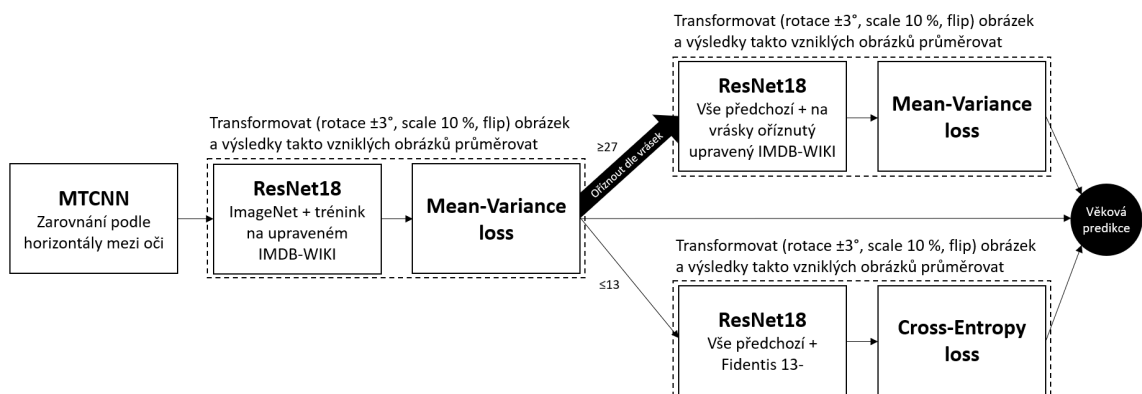 Transformovat (rotace ±3°, scale 10 %, flip) obrázek
a výsledky takto vzniklých obrázků průměrovat
ResNet18
Vše předchozí + na
vrásky oříznutý
upravený IMDB-WIKI
Mean-Variance
loss
Transformovat (rotace ±3°, scale 10 %, flip) obrázek
a výsledky takto vzniklých obrázků průměrovat
≥27
Oříznout dle vrásek
MTCNN
Zarovnání podle
horizontály mezi oči
ResNet18
ImageNet + trénink
na upraveném
IMDB-WIKI
Mean-Variance
loss
Věková
predikce
≤13
Transformovat (rotace ±3°, scale 10 %, flip) obrázek
a výsledky takto vzniklých obrázků průměrovat
ResNet18
Vše předchozí +
Fidentis 13-
Cross-Entropy
loss